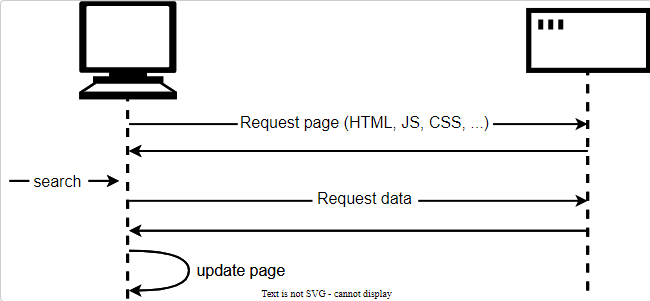 Request page (HTML, JS, CSS, ...)
search
Request data
update page
Text is not SVG - cannot display